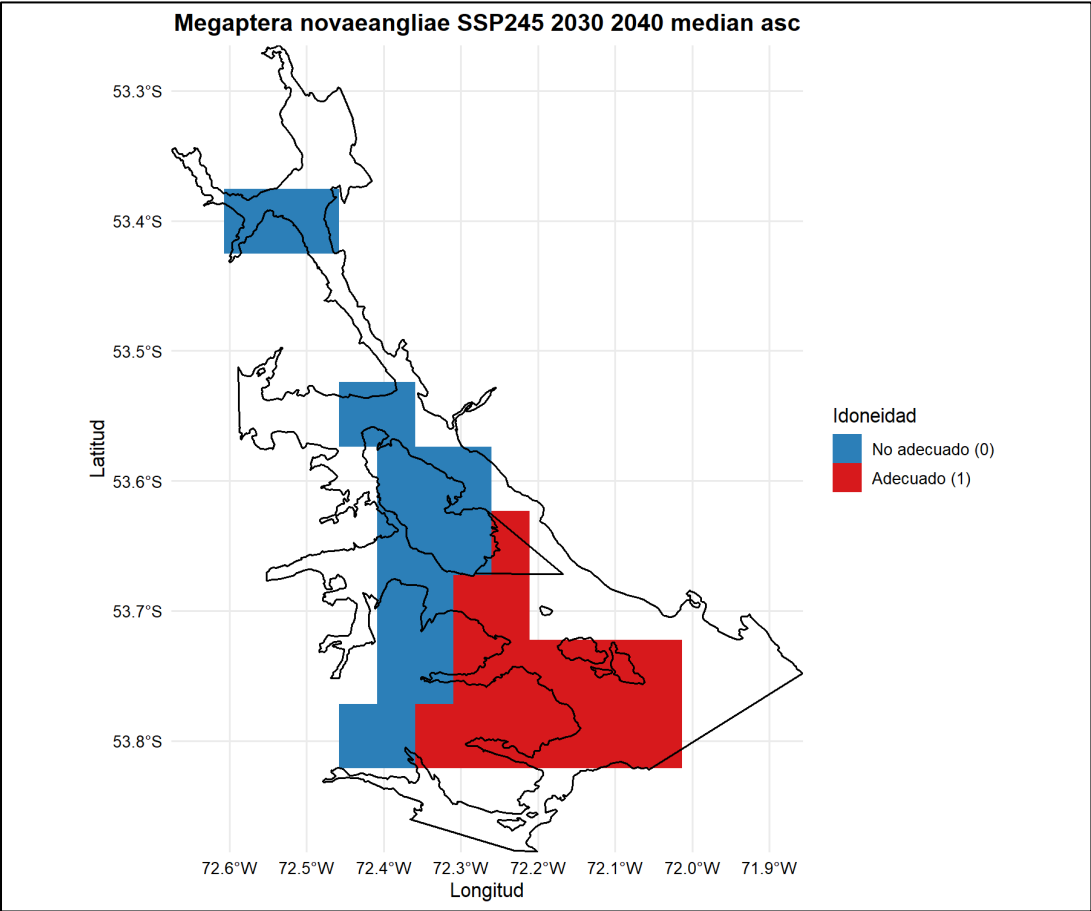 Megaptera novaeangliae SSP245 2030 2040 median asc
53.3°S
53.4°S
53.5°S
53.6°S
53.7°S
53.8°S
Latitud
72.6°W 72.5°W 72.4°W 72.3°W 72.2°W 72.1°W 72.0°W 71.9°W
Longitud
Idoneidad
No adecuado (0)
Adecuado (1)